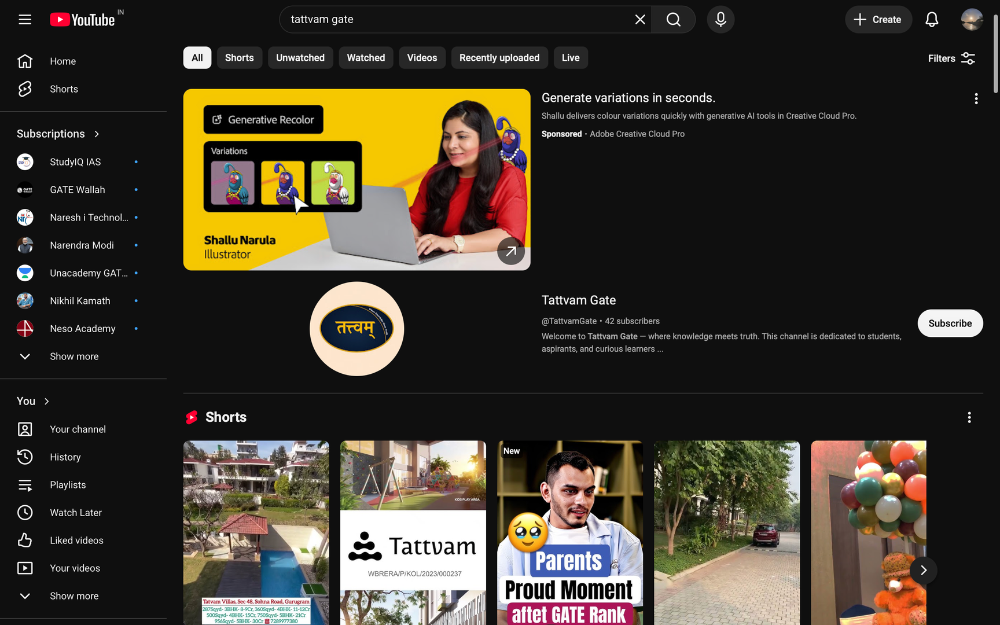 YouTube
IN
tattvam gate
Create
Home
Shorts
Subscriptions
StudyIQ IAS
GATE Wallah
Naresh i Technol...
Narendra Modi
Unacademy GAT...
Nikhil Kamath
Neso Academy
Show more
You
Your channel
History
Playlists
Watch Later
Liked videos
Your videos
Show more
All
Shorts
Unwatched
Watched
Videos
Recently uploaded
Live
Filters
Generative Recolor
Variations
Shallu Narula
Illustrator
Generate variations in seconds.
Shallu delivers colour variations quickly with generative AI tools in Creative Cloud Pro.
Sponsored · Adobe Creative Cloud Pro
तत्त्वम्
Tattvam Gate
@TattvamGate • 42 subscribers
Welcome to Tattvam Gate — where knowledge meets truth. This channel is dedicated to students,
aspirants, and curious learners ...
Subscribe
Shorts
Tatvam Villas, Sec 48, Sohna Road, Gurugram
287Sqyd- 3BHK- 8-9Cr, 360Sqyd- 4BHK- 11-12Cr
500Sqyd- 4BHK- 15Cr, 750Sqyd- 5BHK- 21Cr
956Sqyd- 5BHK- 30Cr ☎ 7289977380
KIDS PLAY AREA
Tattvam
WBRERA/P/KOL/2023/000237
New
Parents
Proud Moment
aftet GATE Rank